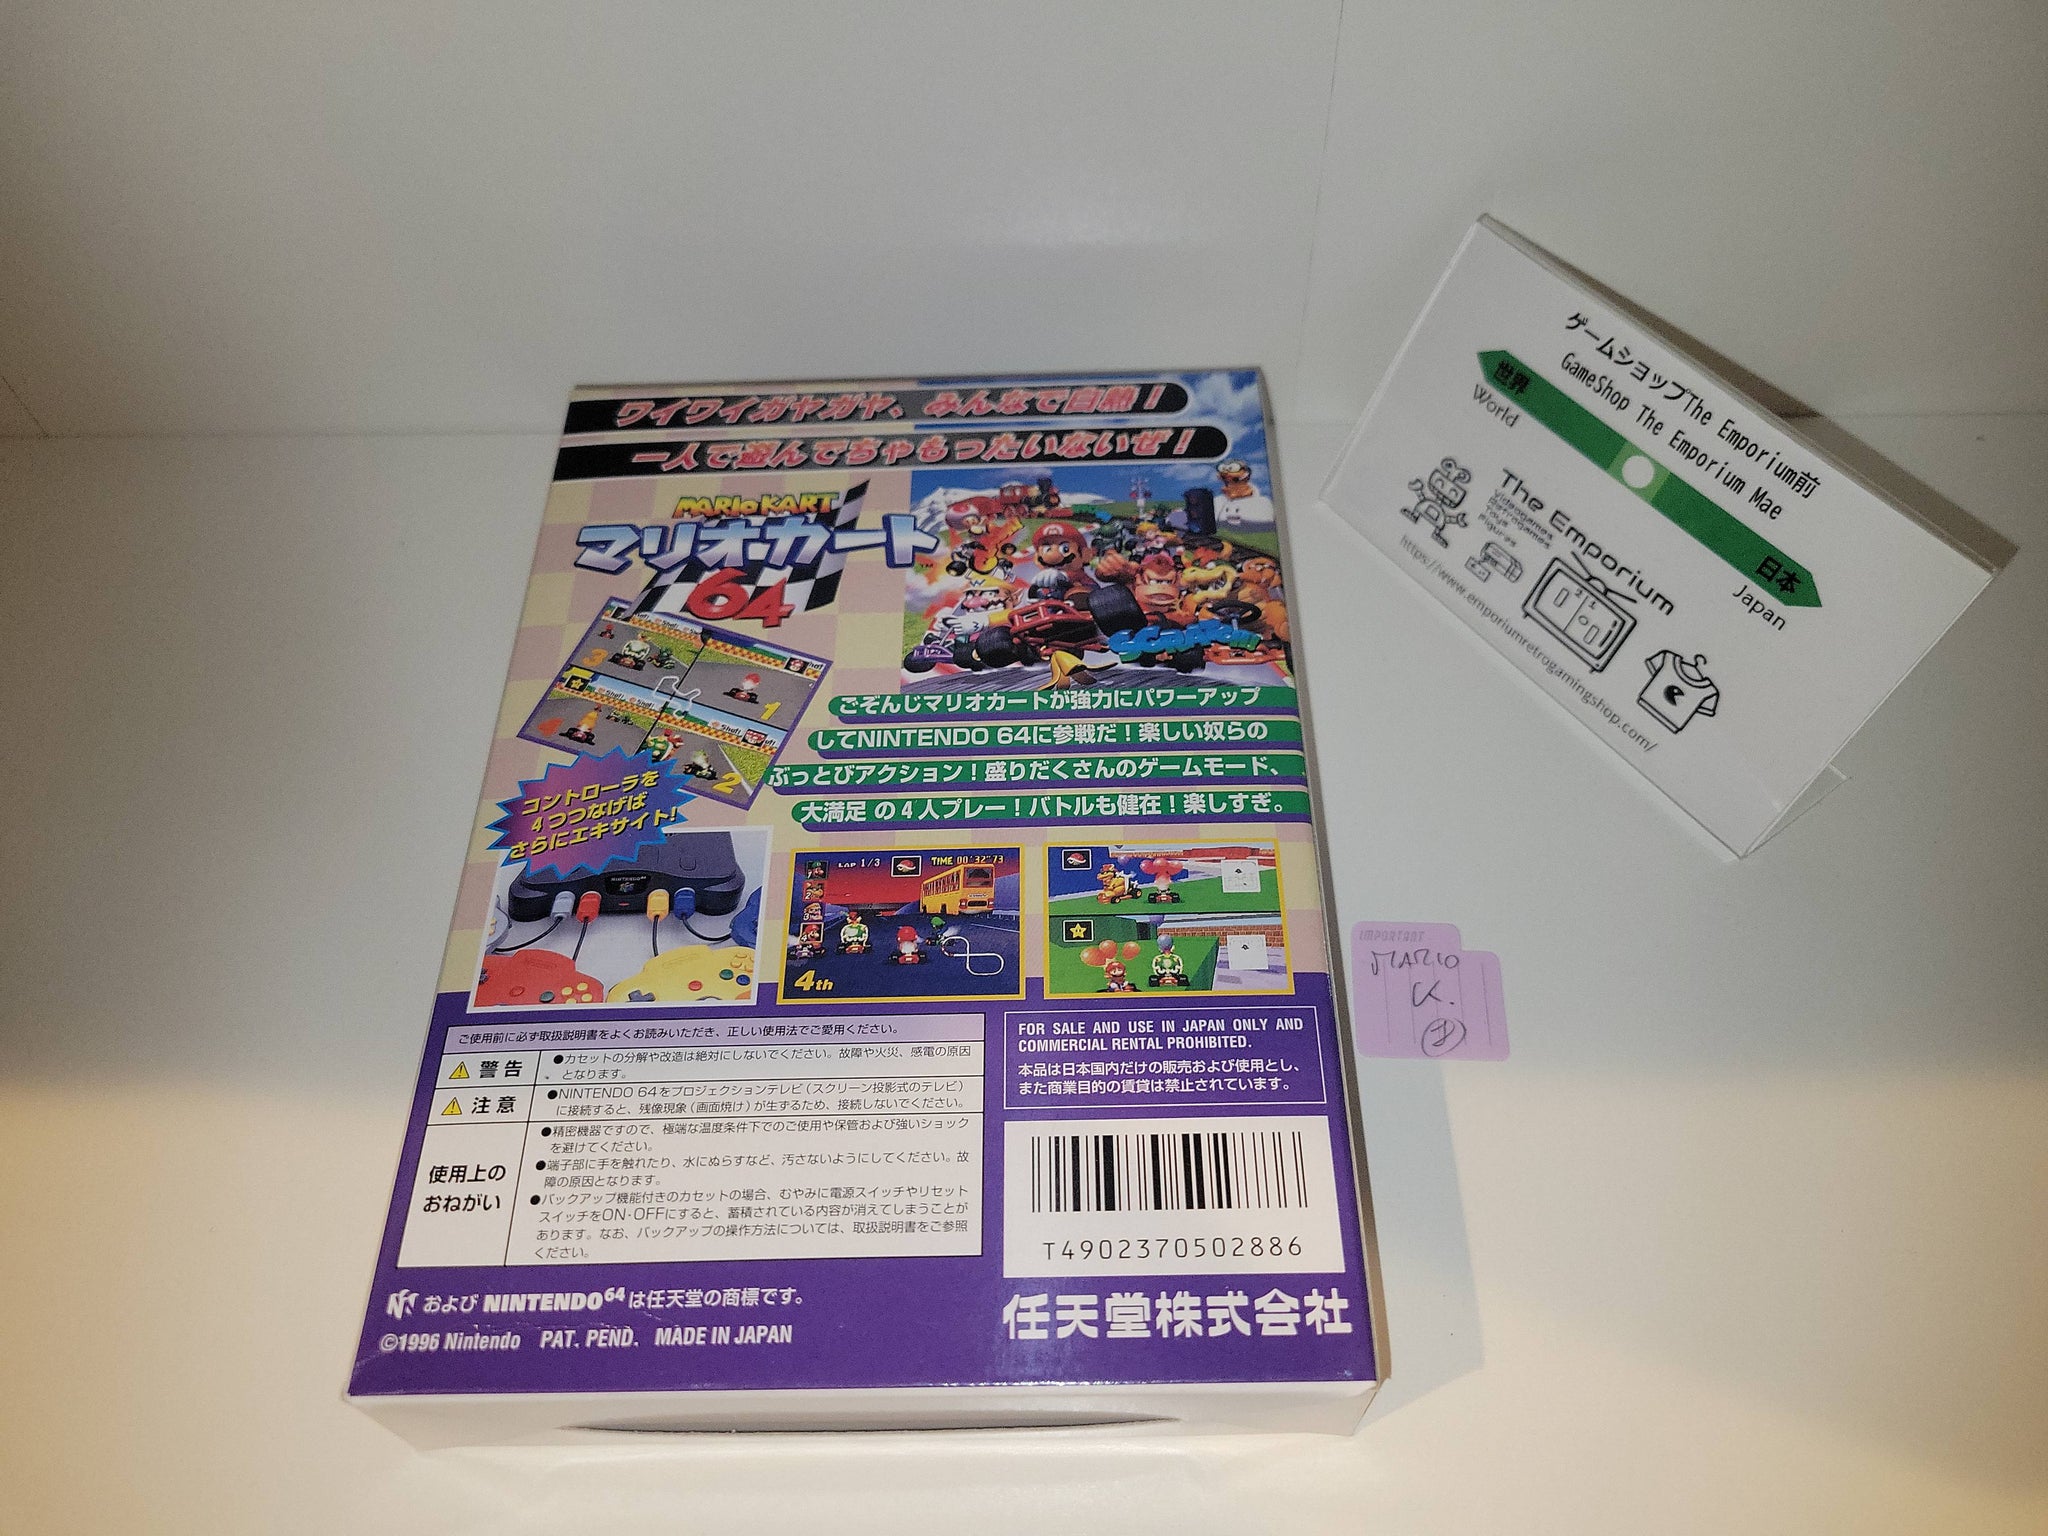 ワイワイガヤガヤ、みんなで白熱！
一人で遊んでちゃもったいないぜ！
MARIO KART
マリオカート™
64
SCRATCH!!
3
1
4
2
ごぞんじマリオカートが強力にパワーアップ
してNINTENDO 64に参戦だ！楽しい奴らの
ぶっとびアクション！盛りだくさんのゲームモード、
大満足 の4人プレー！バトルも健在！楽しすぎ。
コントローラを
4つつなげば
さらにエキサイト！
NINTENDO64
LAP 1/3
TIME 00'32"73
4th
ご使用前に必ず取扱説明書をよくお読みいただき、正しい使用法でご愛用ください。
警告
●カセットの分解や改造は絶対にしないでください。故障や火災、感電の原因
となります。
注意
●NINTENDO 64をプロジェクションテレビ（スクリーン投影式のテレビ）
に接続すると、残像現象（画面焼け）が生ずるため、接続しないでください。
使用上の
おねがい
●精密機器ですので、極端な温度条件下でのご使用や保管および強いショック
を避けてください。
●端子部に手を触れたり、水にぬらすなど、汚さないようにしてください。故
障の原因となります。
●バックアップ機能付きのカセットの場合、むやみに電源スイッチやリセット
スイッチをON・OFFにすると、蓄積されている内容が消えてしまうことが
あります。なお、バックアップの操作方法については、取扱説明書をご参照
ください。
FOR SALE AND USE IN JAPAN ONLY AND
COMMERCIAL RENTAL PROHIBITED.
本品は日本国内だけの販売および使用とし、
また商業目的の賃貸は禁止されています。
T4902370502886
および NINTENDO64 は任天堂の商標です。
©1996 Nintendo PAT. PEND. MADE IN JAPAN
任天堂株式会社
ゲームショップThe Emporium前
GameShop The Emporium Mae
世界
World
日本
Japan
The Emporium
Videogames
Retrogames
Toys
Figures
https://www.emporiumretrogamingshop.com/
IMPORTANT
MARIO
K.